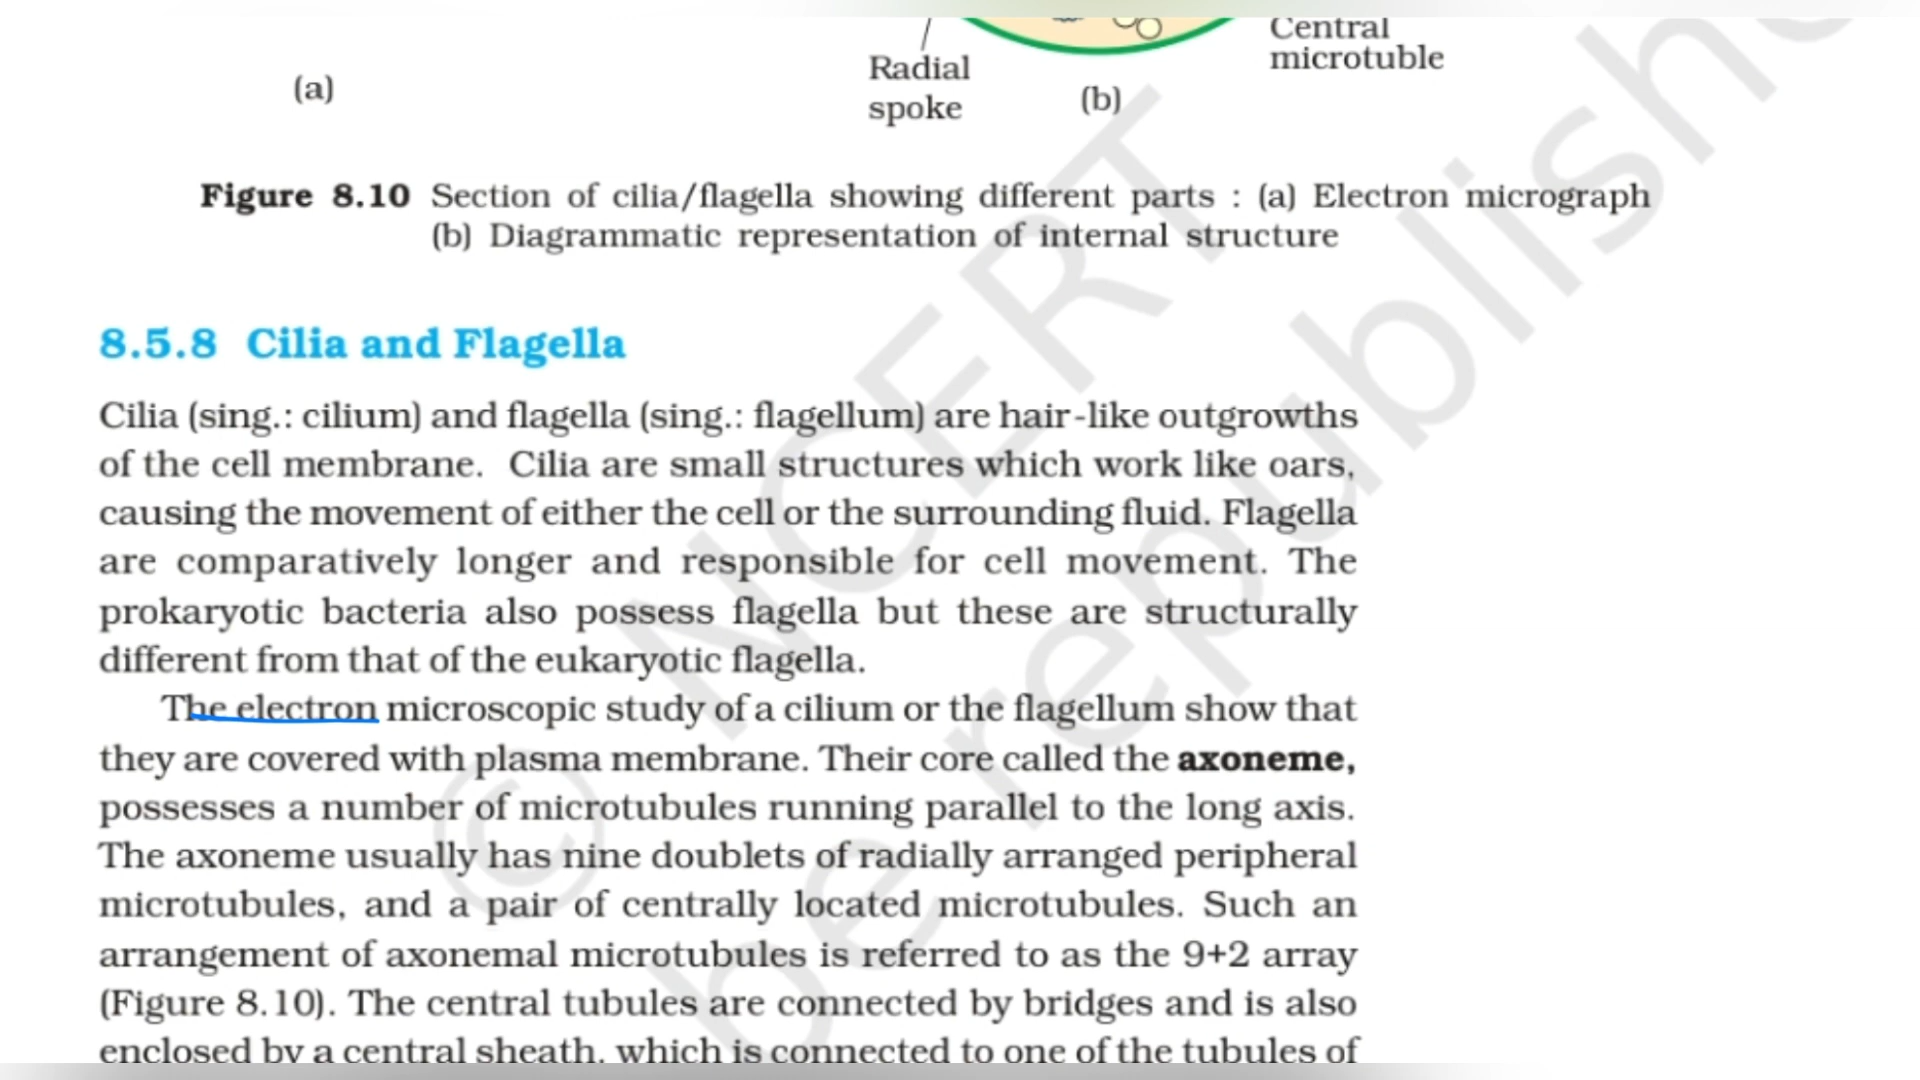 Central
microtuble
Radial
spoke
(a)
(b)
Figure 8.10 Section of cilia/flagella showing different parts : (a) Electron micrograph
(b) Diagrammatic representation of internal structure
8.5.8 Cilia and Flagella
Cilia (sing.: cilium) and flagella (sing.: flagellum) are hair-like outgrowths
of the cell membrane. Cilia are small structures which work like oars,
causing the movement of either the cell or the surrounding fluid. Flagella
are comparatively longer and responsible for cell movement. The
prokaryotic bacteria also possess flagella but these are structurally
different from that of the eukaryotic flagella.
The electron microscopic study of a cilium or the flagellum show that
they are covered with plasma membrane. Their core called the axoneme,
possesses a number of microtubules running parallel to the long axis.
The axoneme usually has nine doublets of radially arranged peripheral
microtubules, and a pair of centrally located microtubules. Such an
arrangement of axonemal microtubules is referred to as the 9+2 array
(Figure 8.10). The central tubules are connected by bridges and is also
enclosed by a central sheath, which is connected to one of the tubules of
© NCERT
be republishe